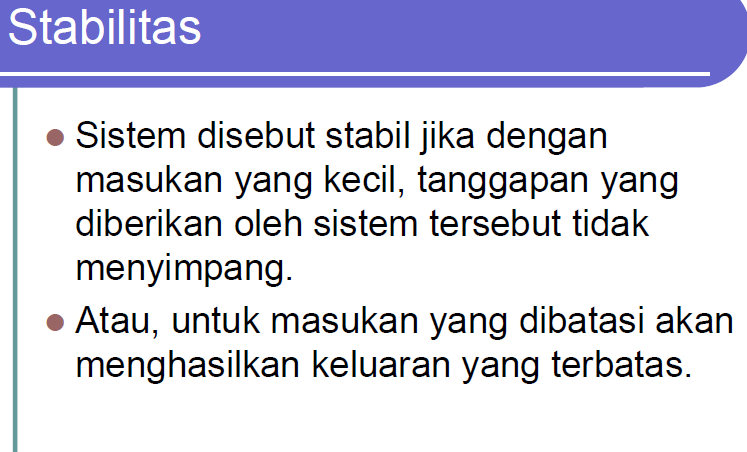 Stabilitas
Sistem disebut stabil jika dengan
masukan yang kecil, tanggapan yang
diberikan oleh sistem tersebut tidak
menyimpang.
Atau, untuk masukan yang dibatasi akan
menghasilkan keluaran yang terbatas.